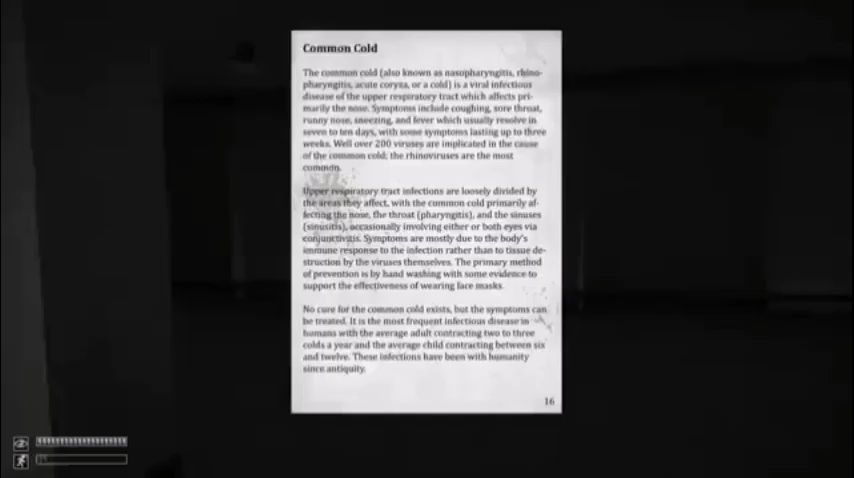 Common Cold
The common cold (also known as nasopharyngitis, rhino-
pharyngitis, acute coryza, or a cold) is a viral infectious
disease of the upper respiratory tract which affects pri-
marily the nose. Symptoms include coughing, sore throat,
runny nose, sneezing, and fever which usually resolve in
seven to ten days, with some symptoms lasting up to three
weeks. Well over 200 viruses are implicated in the cause
of the common cold; the rhinoviruses are the most
common.
Upper respiratory tract infections are loosely divided by
the areas they affect, with the common cold primarily af-
fecting the nose, the throat (pharyngitis), and the sinuses
(sinusitis), occasionally involving either or both eyes via
conjunctivitis. Symptoms are mostly due to the body's
immune response to the infection rather than to tissue de-
struction by the viruses themselves. The primary method
of prevention is by hand washing with some evidence to
support the effectiveness of wearing face masks.
No cure for the common cold exists, but the symptoms can
be treated. It is the most frequent infectious disease in
humans with the average adult contracting two to three
colds a year and the average child contracting between six
and twelve. These infections have been with humanity
since antiquity.
16